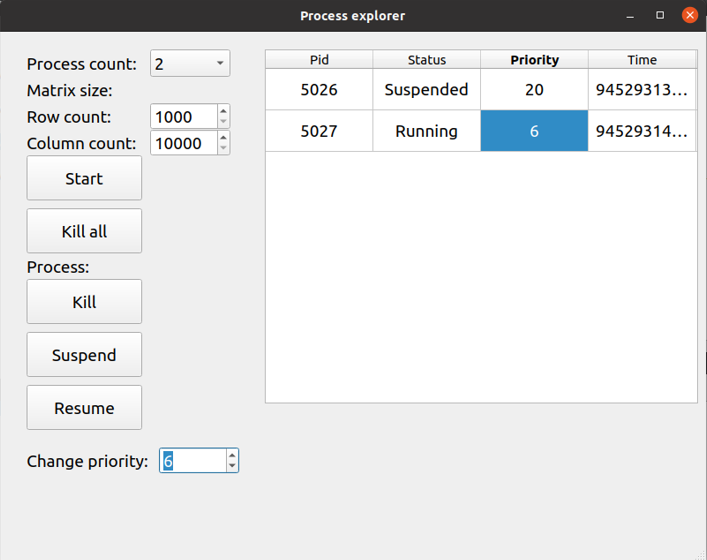 Process explorer
Process count: 2
Matrix size:
Row count: 1000
Column count: 10000
Start
Kill all
Process:
Kill
Suspend
Resume
Change priority: 6
Pid Status Priority Time
5026 Suspended 20 94529313...
5027 Running 6 94529314...